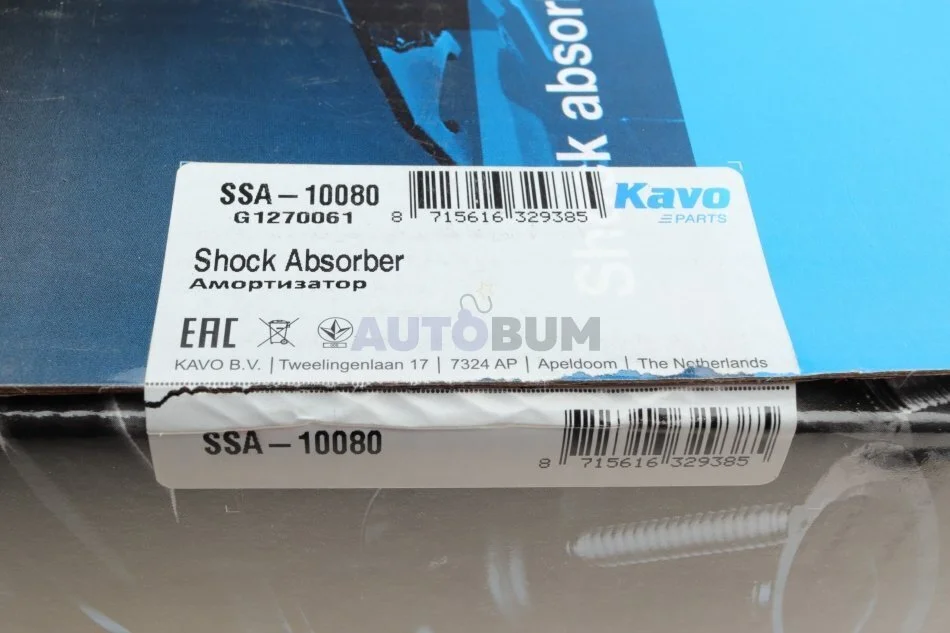 Shock absor
SSA – 10080
G1270061
8 715616 329385
Kavo
PARTS
Shock Absorber
Амортизатор
EAC
AUTOBUM
KAVO B.V. | Tweelingenlaan 17 | 7324 AP | Apeldoorn | The Netherlands
SSA – 10080
8 715616 329385